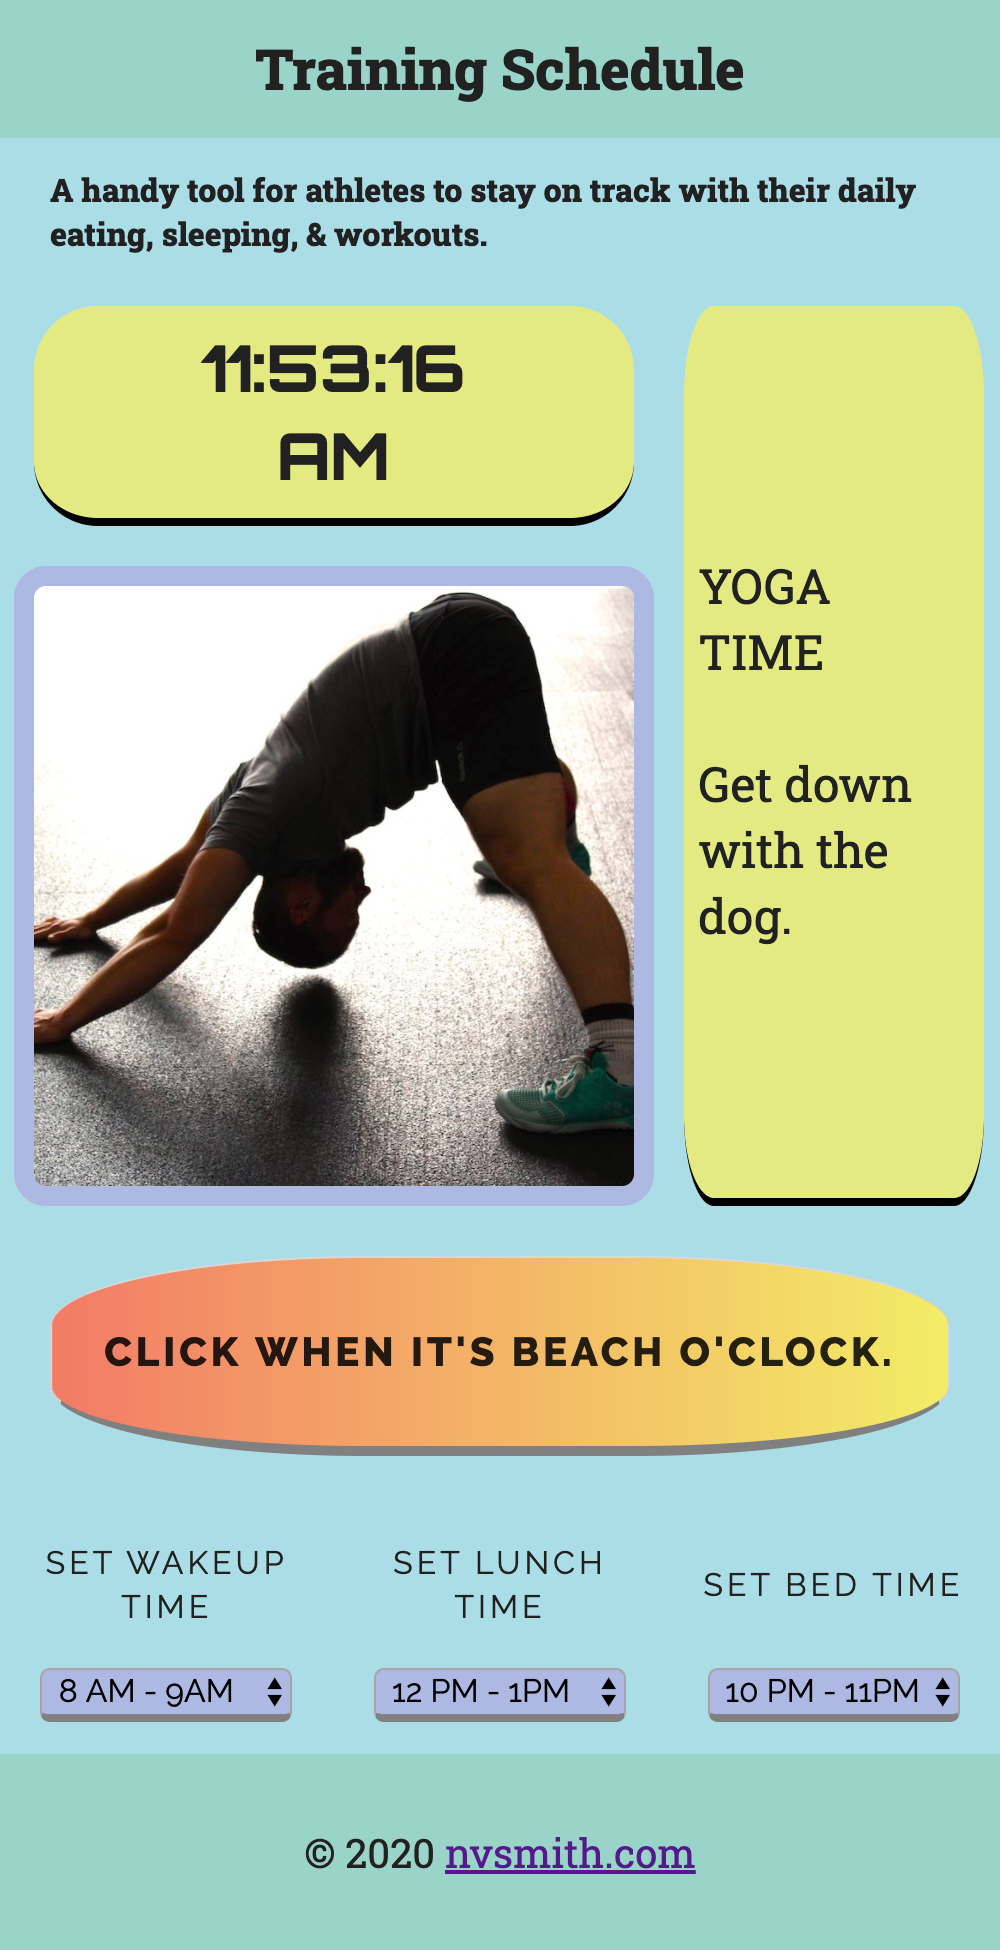 Training Schedule
A handy tool for athletes to stay on track with their daily
eating, sleeping, & workouts.
11:53:16
AM
YOGA
TIME
Get down
with the
dog.
CLICK WHEN IT'S BEACH O'CLOCK.
SET WAKEUP
TIME
SET LUNCH
TIME
SET BED TIME
8 AM - 9AM
12 PM - 1PM
10 PM - 11PM
© 2020 nvsmith.com